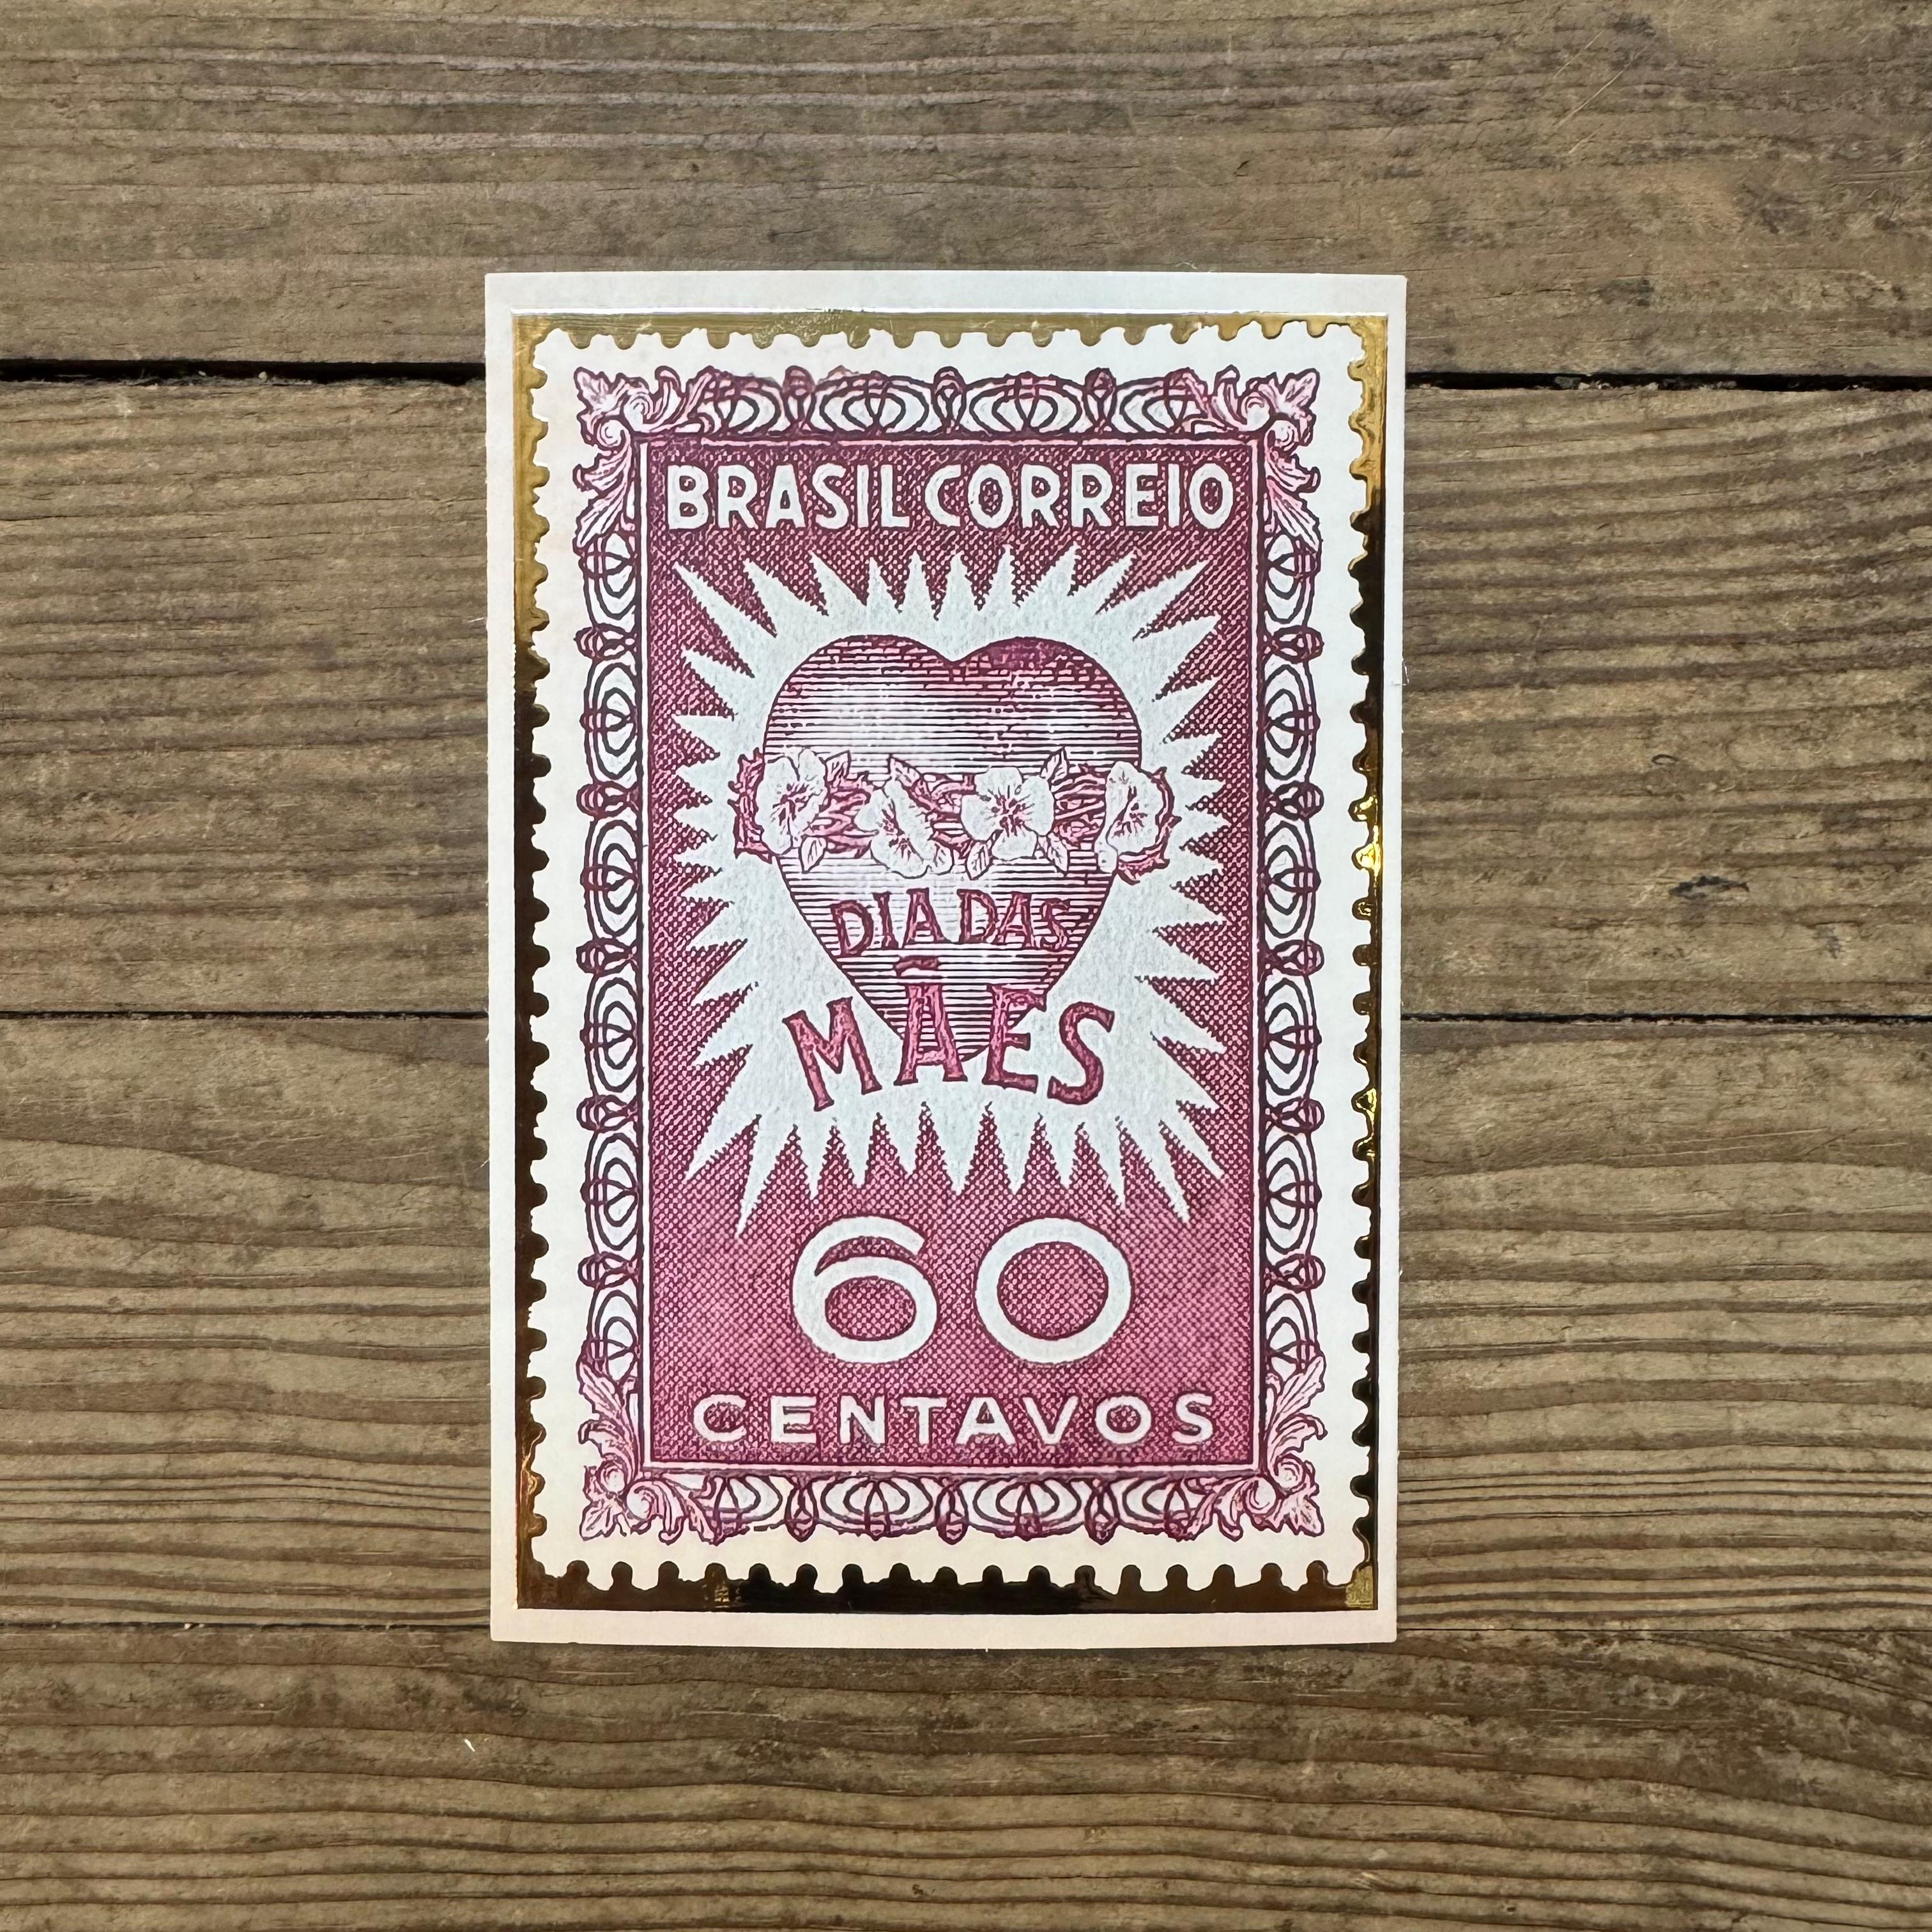 BRASIL CORREIO
DIA DAS
MÃES
60
CENTAVOS